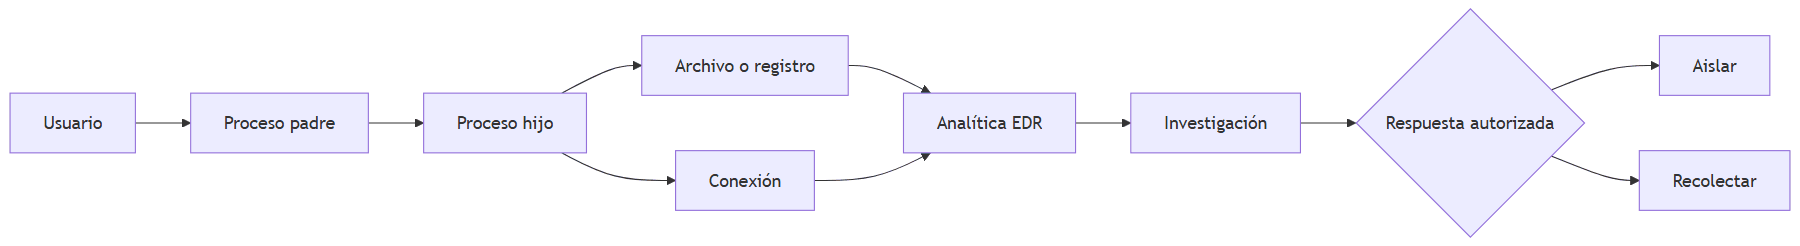 Usuario
Proceso padre
Proceso hijo
Archivo o registro
Conexión
Analítica EDR
Investigación
Respuesta autorizada
Aislar
Recolectar